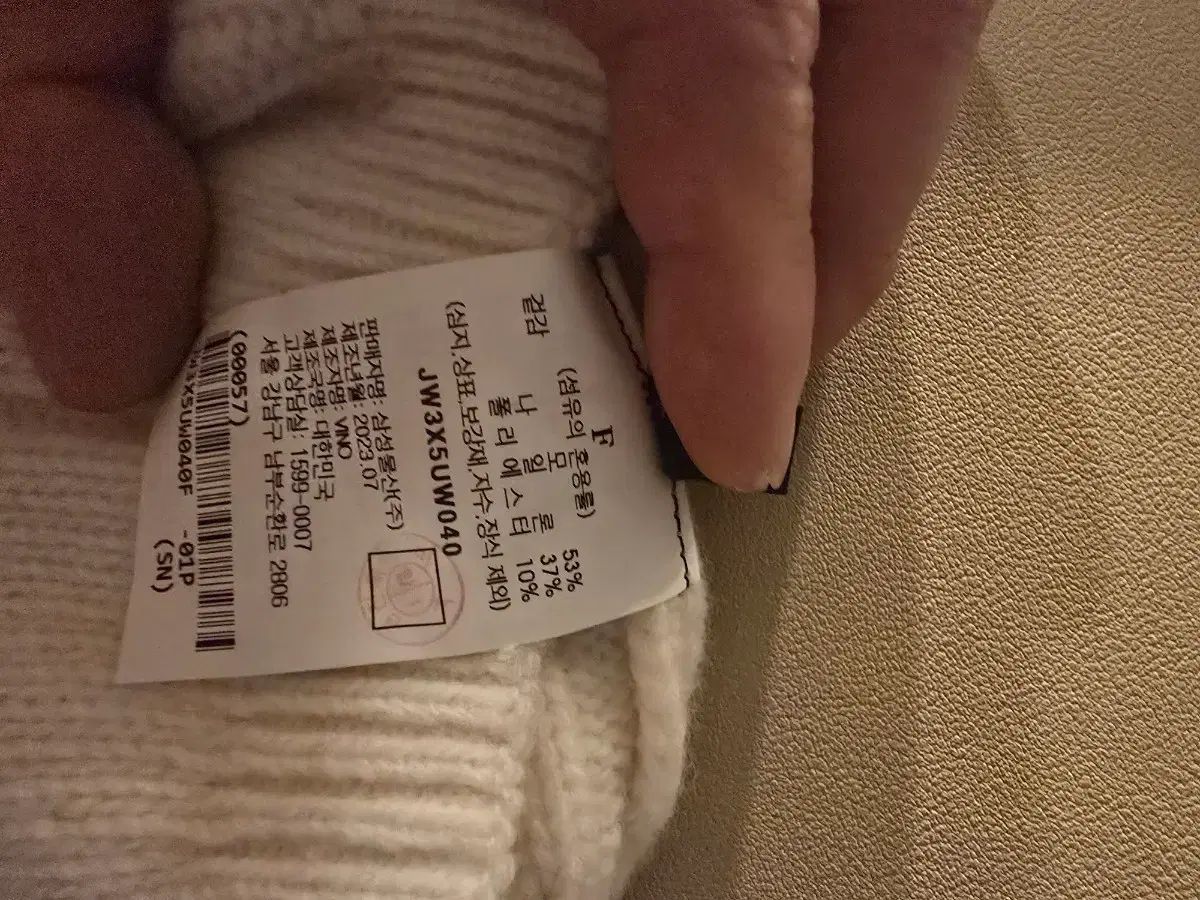 F
(섬유의 혼용률)
겉감 모 53%
나 일 론 37%
폴 리 에 스 터 10%
(심지.상표.보강재.자수.장식 제외)
JW3X5UW040
판매자명: 삼성물산(주)
제조년월: 2023.07
제조자명: VNO
제조국명: 대한민국
고객상담실: 1599-0007
서울 강남구 남부순환로 2806
(00057)
X5UW040F -01P
(SN)